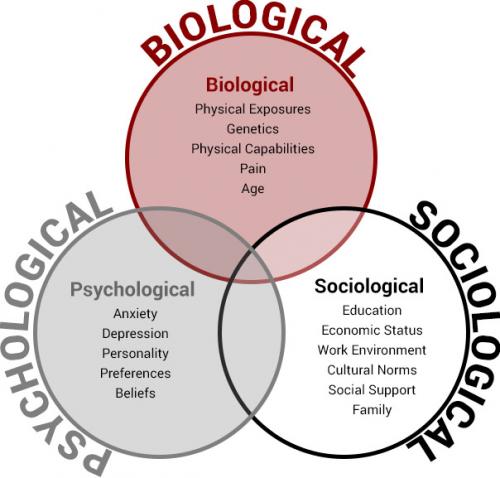 BIOLOGICAL
Biological
Physical Exposures
Genetics
Physical Capabilities
Pain
Age
PSYCHOLOGICAL
Psychological
Anxiety
Depression
Personality
Preferences
Beliefs
SOCIOLOGICAL
Sociological
Education
Economic Status
Work Environment
Cultural Norms
Social Support
Family